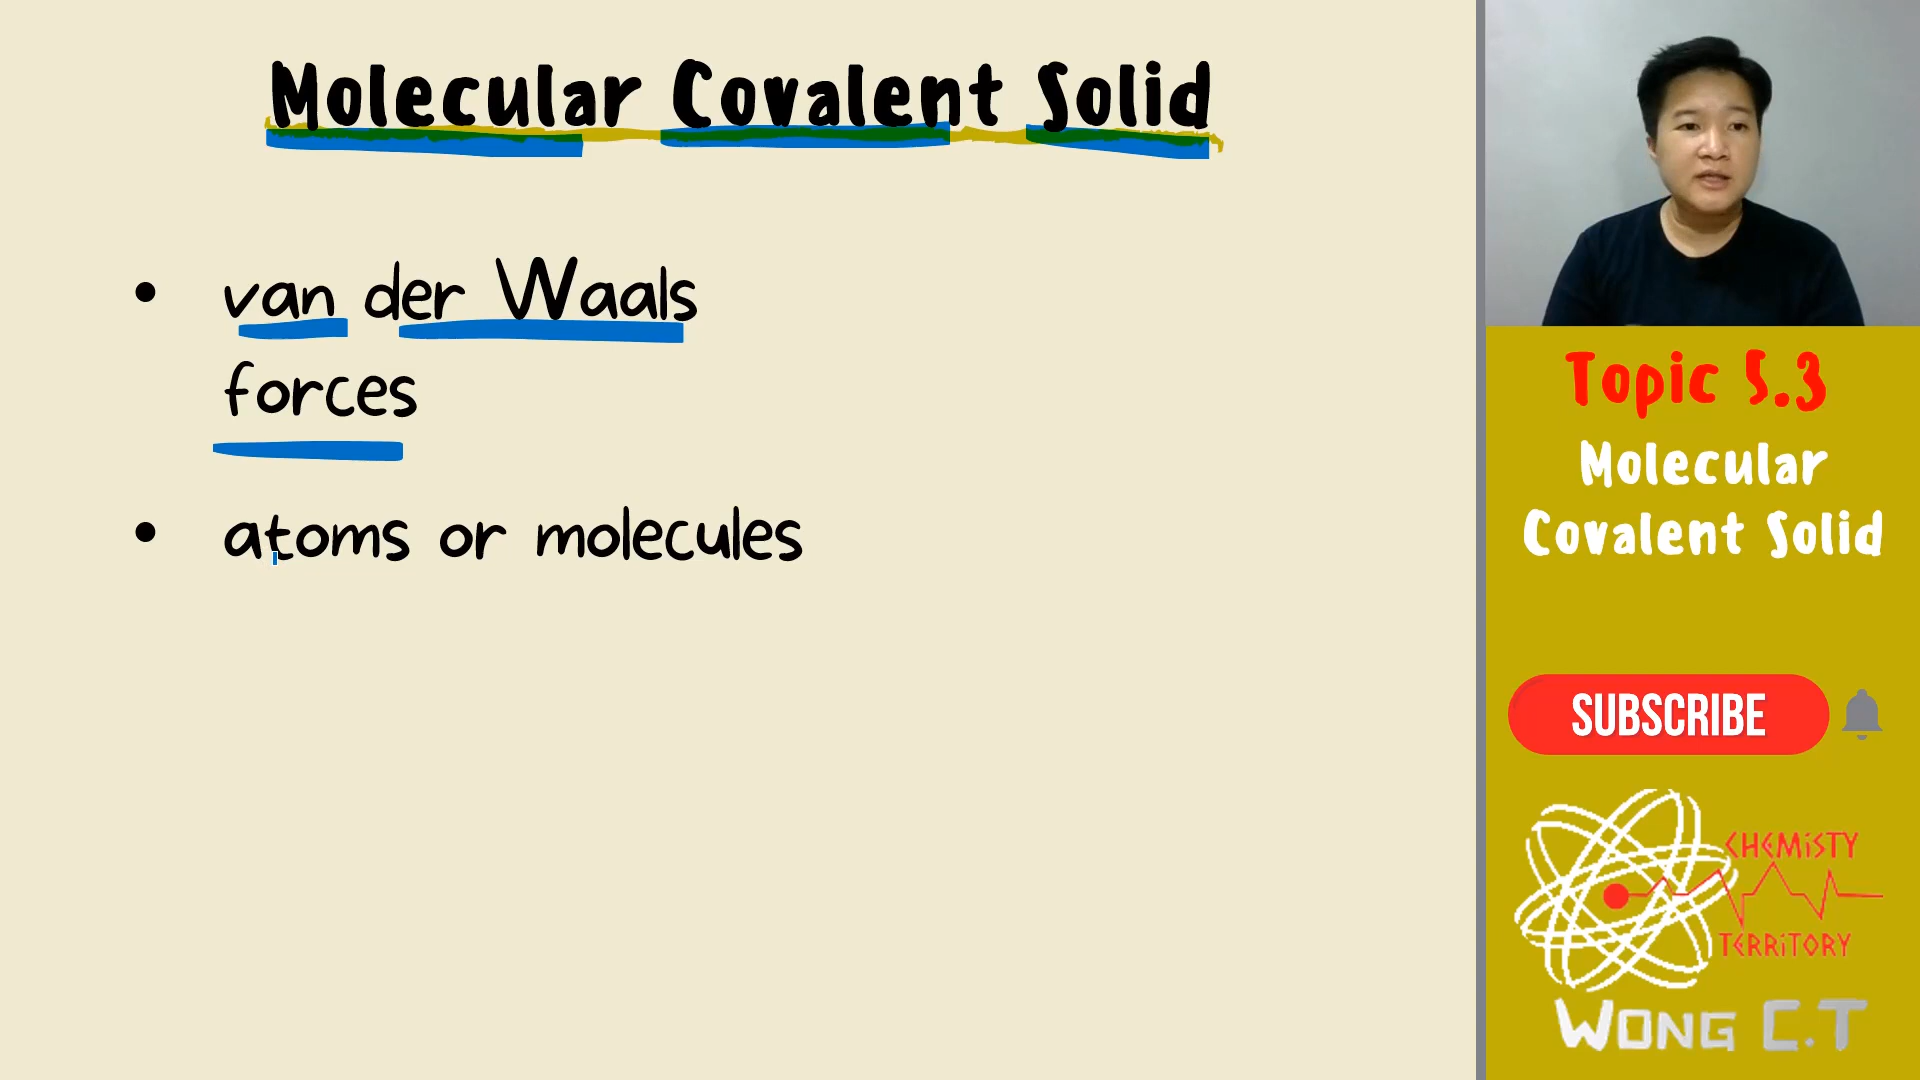 Molecular Covalent Solid
• van der Waals
forces
• atoms or molecules
Topic 5.3
Molecular
Covalent Solid
SUBSCRIBE
CHEMiSTY
TERRiTORY
WONG C.T